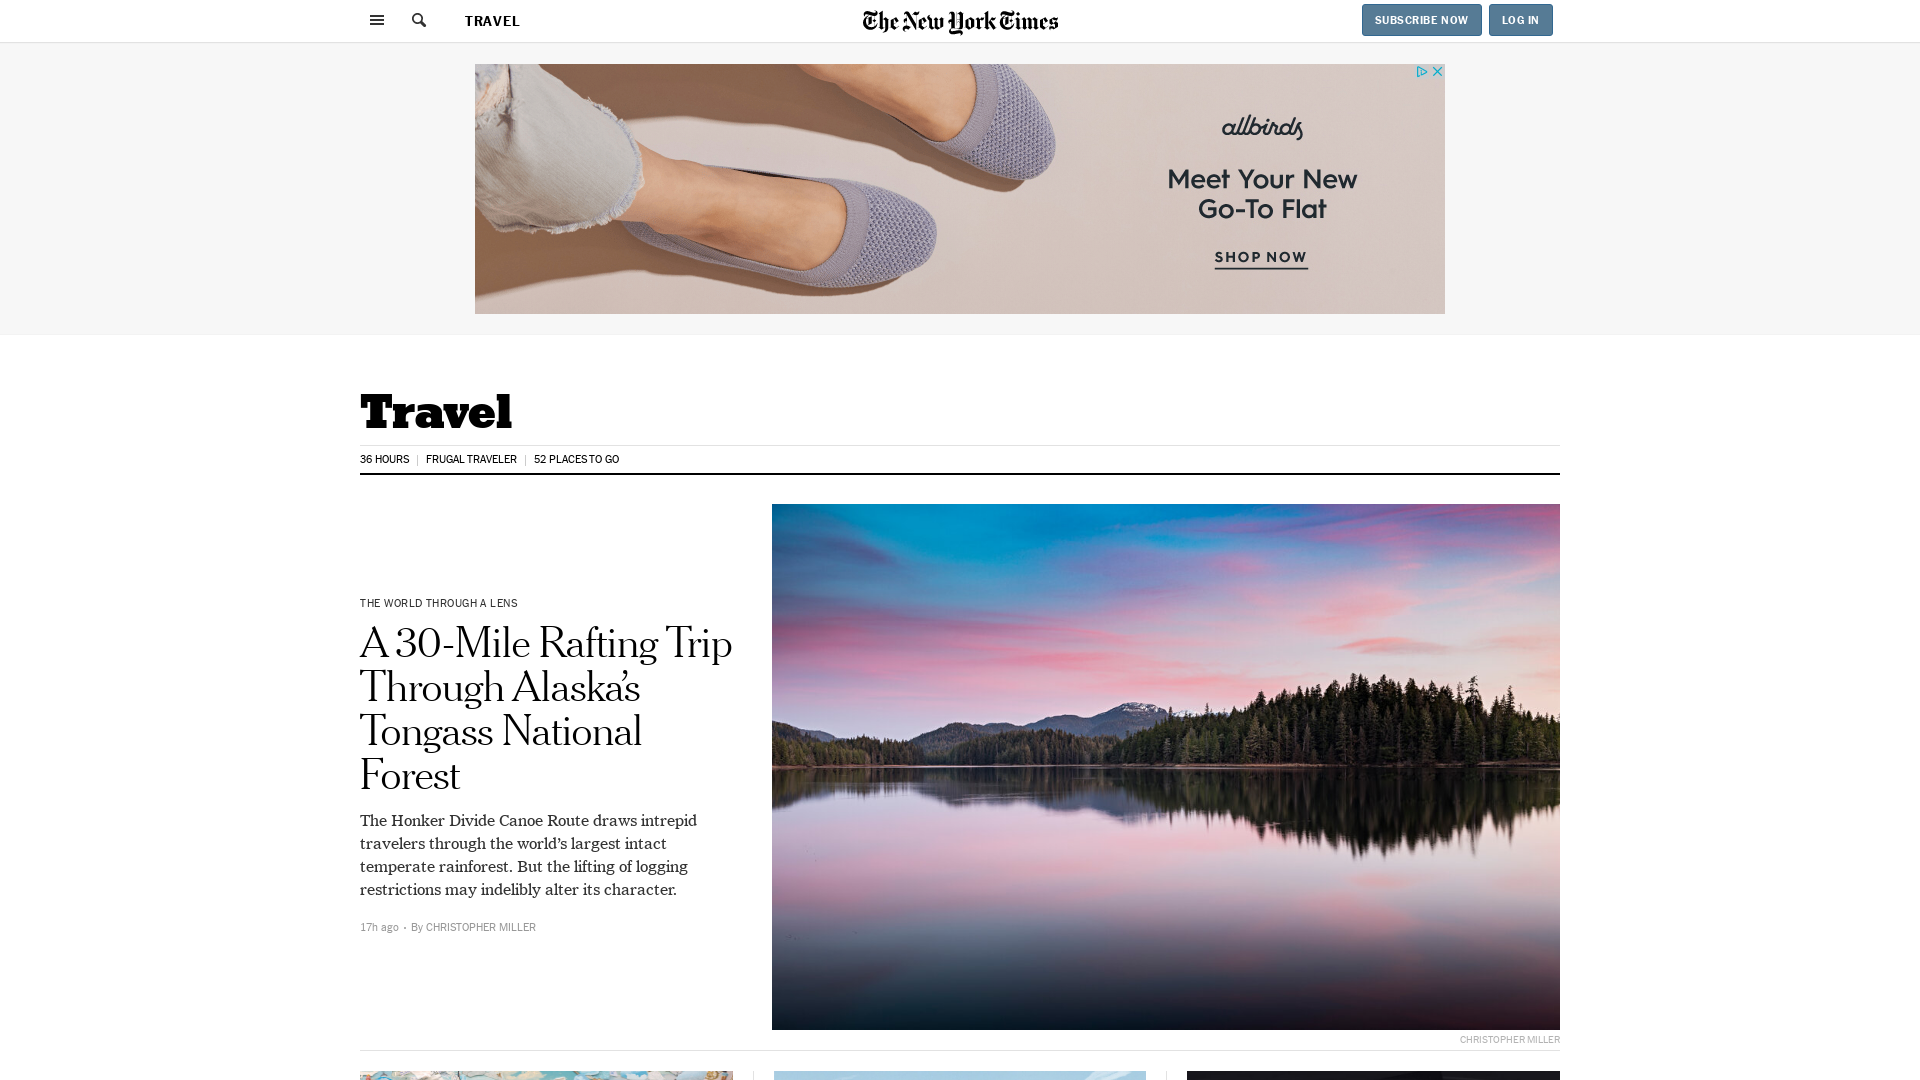 TRAVEL
The New York Times
SUBSCRIBE NOW
LOG IN
allbirds
Meet Your New
Go-To Flat
SHOP NOW
Travel
36 HOURS
FRUGAL TRAVELER
52 PLACES TO GO
THE WORLD THROUGH A LENS
A 30-Mile Rafting Trip
Through Alaska’s
Tongass National
Forest
The Honker Divide Canoe Route draws intrepid
travelers through the world’s largest intact
temperate rainforest. But the lifting of logging
restrictions may indelibly alter its character.
17h ago · By CHRISTOPHER MILLER
CHRISTOPHER MILLER